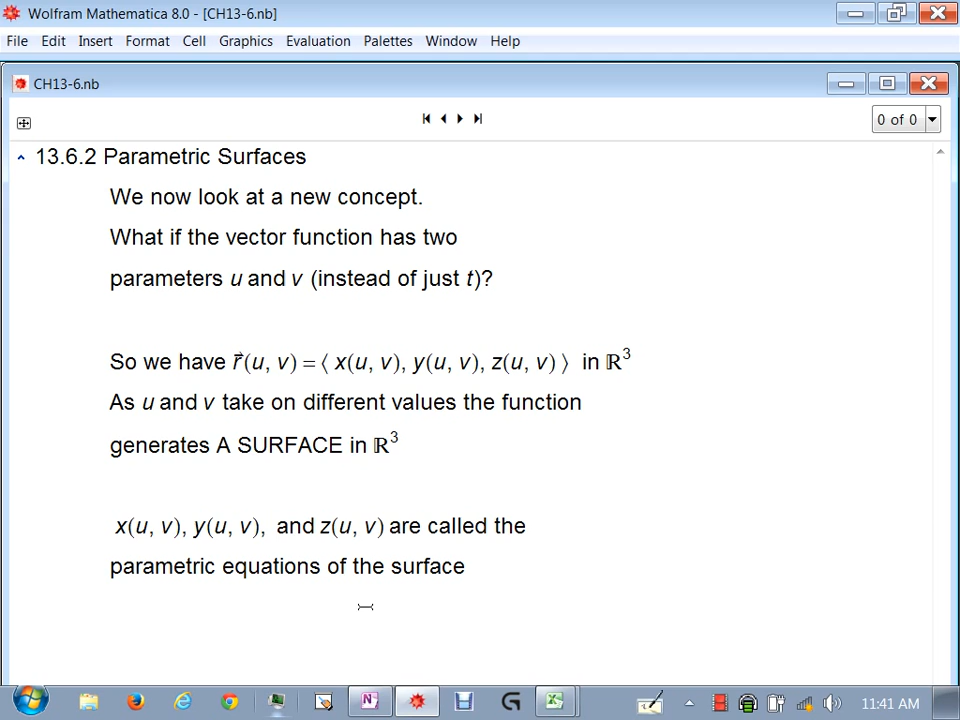 Wolfram Mathematica 8.0 - [CH13-6.nb]
File Edit Insert Format Cell Graphics Evaluation Palettes Window Help
CH13-6.nb
0 of 0
13.6.2 Parametric Surfaces
We now look at a new concept.
What if the vector function has two
parameters u and v (instead of just t)?
So we have r⃗(u, v) = ⟨ x(u, v), y(u, v), z(u, v) ⟩ in ℝ³
As u and v take on different values the function
generates A SURFACE in ℝ³
x(u, v), y(u, v), and z(u, v) are called the
parametric equations of the surface
11:41 AM